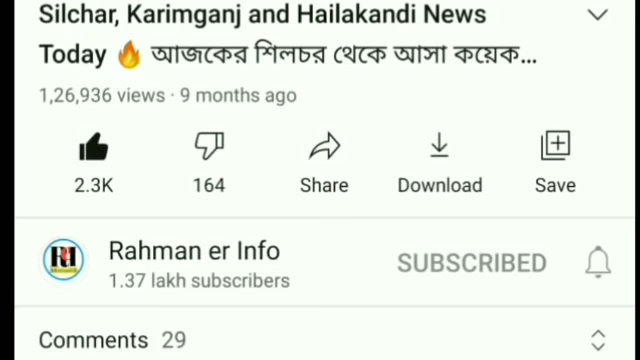 Silchar, Karimganj and Hailakandi News
Today 🔥 আজকের শিলচর থেকে আসা কয়েক...
1,26,936 views · 9 months ago
2.3K 164 Share Download Save
Rahman er Info SUBSCRIBED
1.37 lakh subscribers
Comments 29